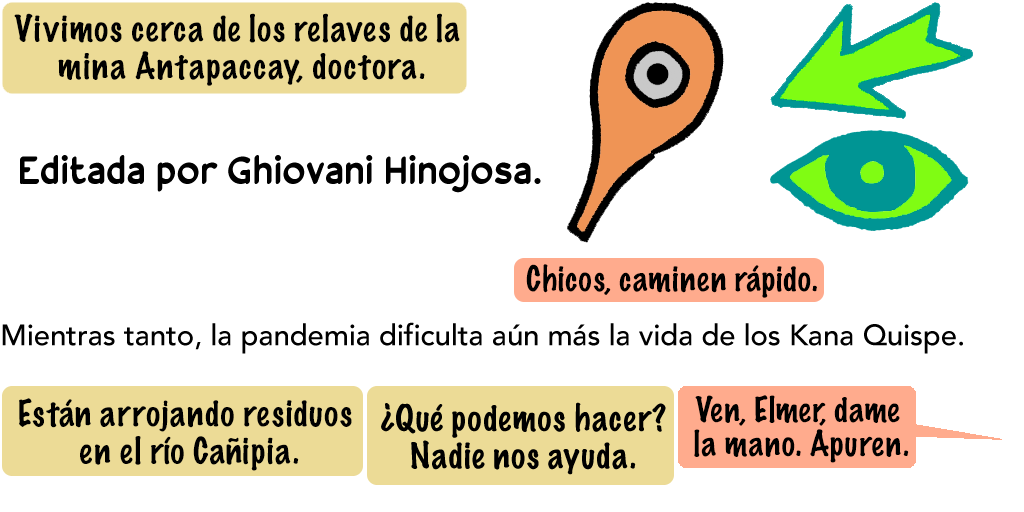 Vivimos cerca de los relaves de la
mina Antapaccay, doctora.
Editada por Ghiovani Hinojosa.
Chicos, caminen rápido.
Mientras tanto, la pandemia dificulta aún más la vida de los Kana Quispe.
Están arrojando residuos
en el río Cañipia.
¿Qué podemos hacer?
Nadie nos ayuda.
Ven, Elmer, dame
la mano. Apuren.